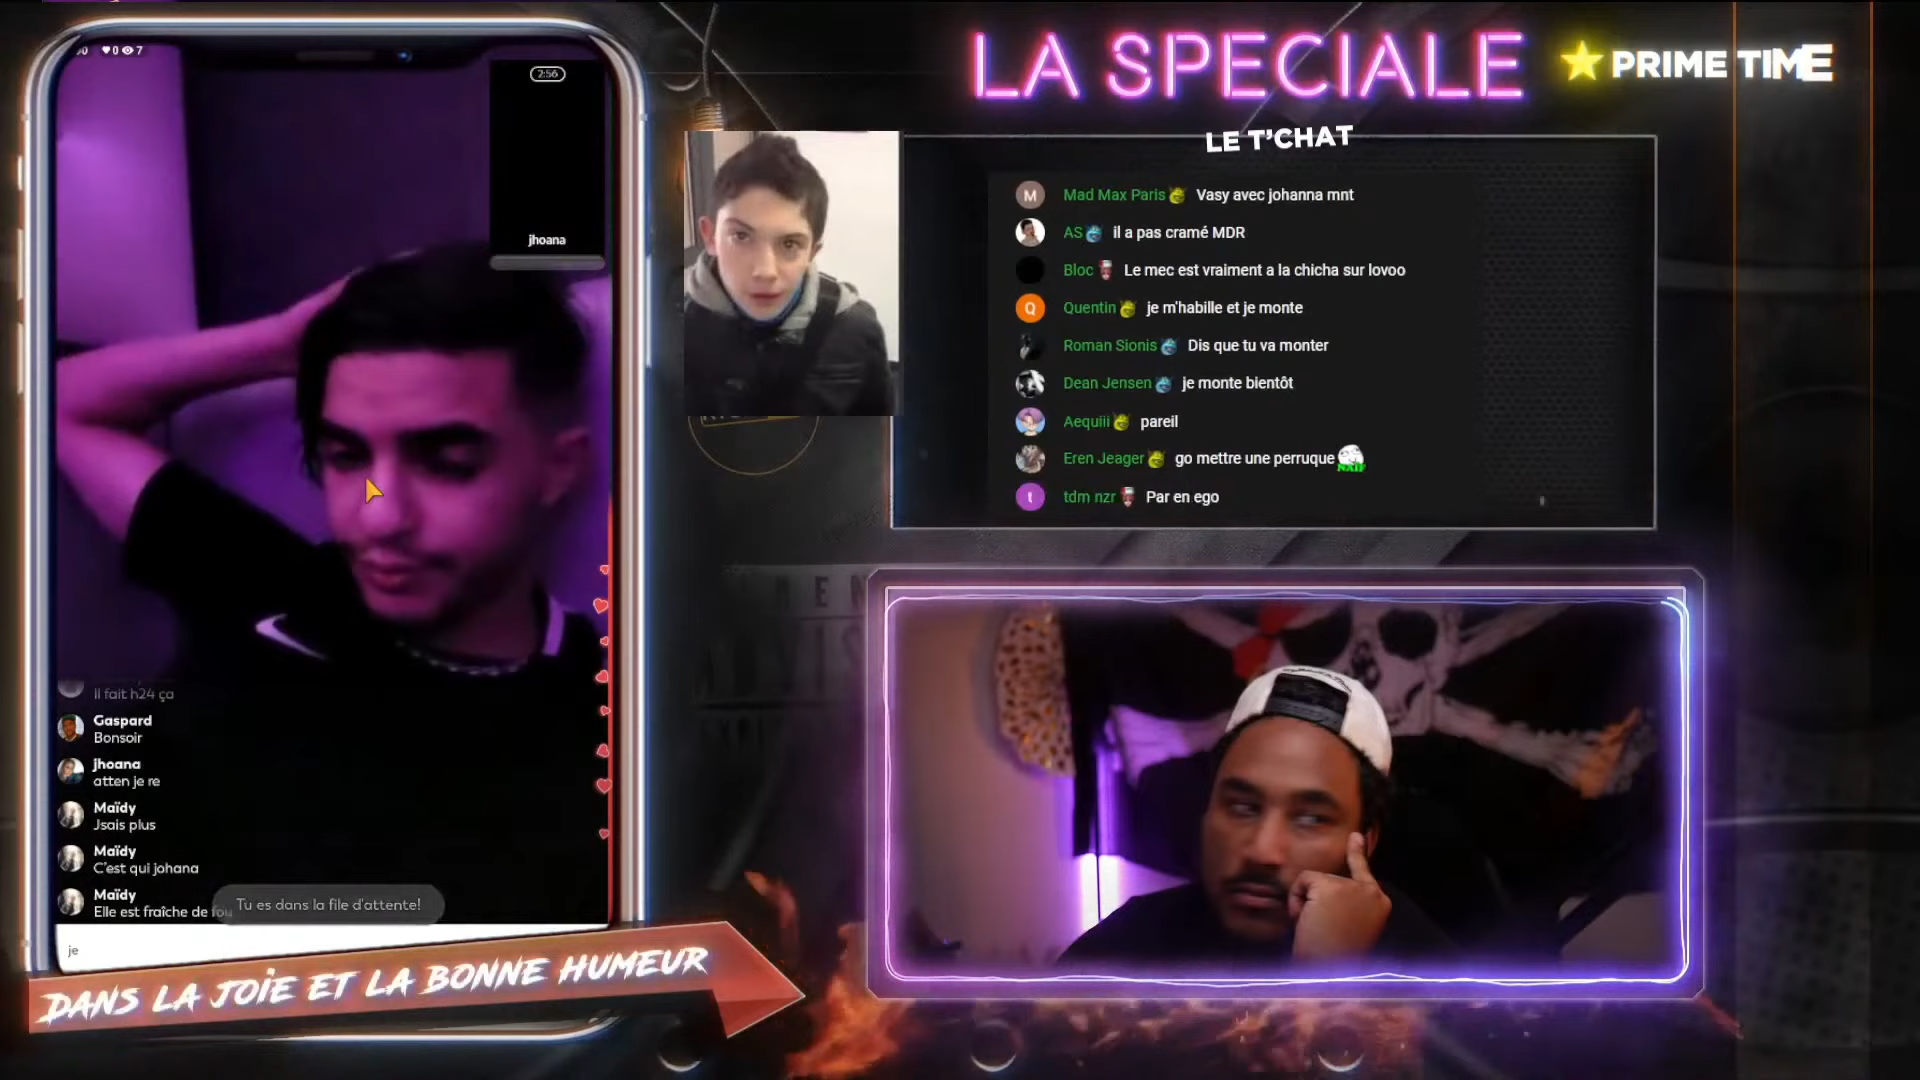 0 7
2:56
jhoana
Il fait h24 ça
Gaspard
Bonsoir
jhoana
atten je re
Maïdy
Jsais plus
Maïdy
C'est qui johana
Maïdy
Elle est fraîche de fou
Tu es dans la file d'attente!
je
DANS LA JOIE ET LA BONNE HUMEUR
LA SPECIALE
PRIME TIME
LE T'CHAT
M Mad Max Paris Vasy avec johanna mnt
AS il a pas cramé MDR
Bloc Le mec est vraiment a la chicha sur lovoo
Q Quentin je m'habille et je monte
Roman Sionis Dis que tu va monter
Dean Jensen je monte bientôt
Aequiii pareil
Eren Jeager go mettre une perruque
t tdm nzr Par en ego